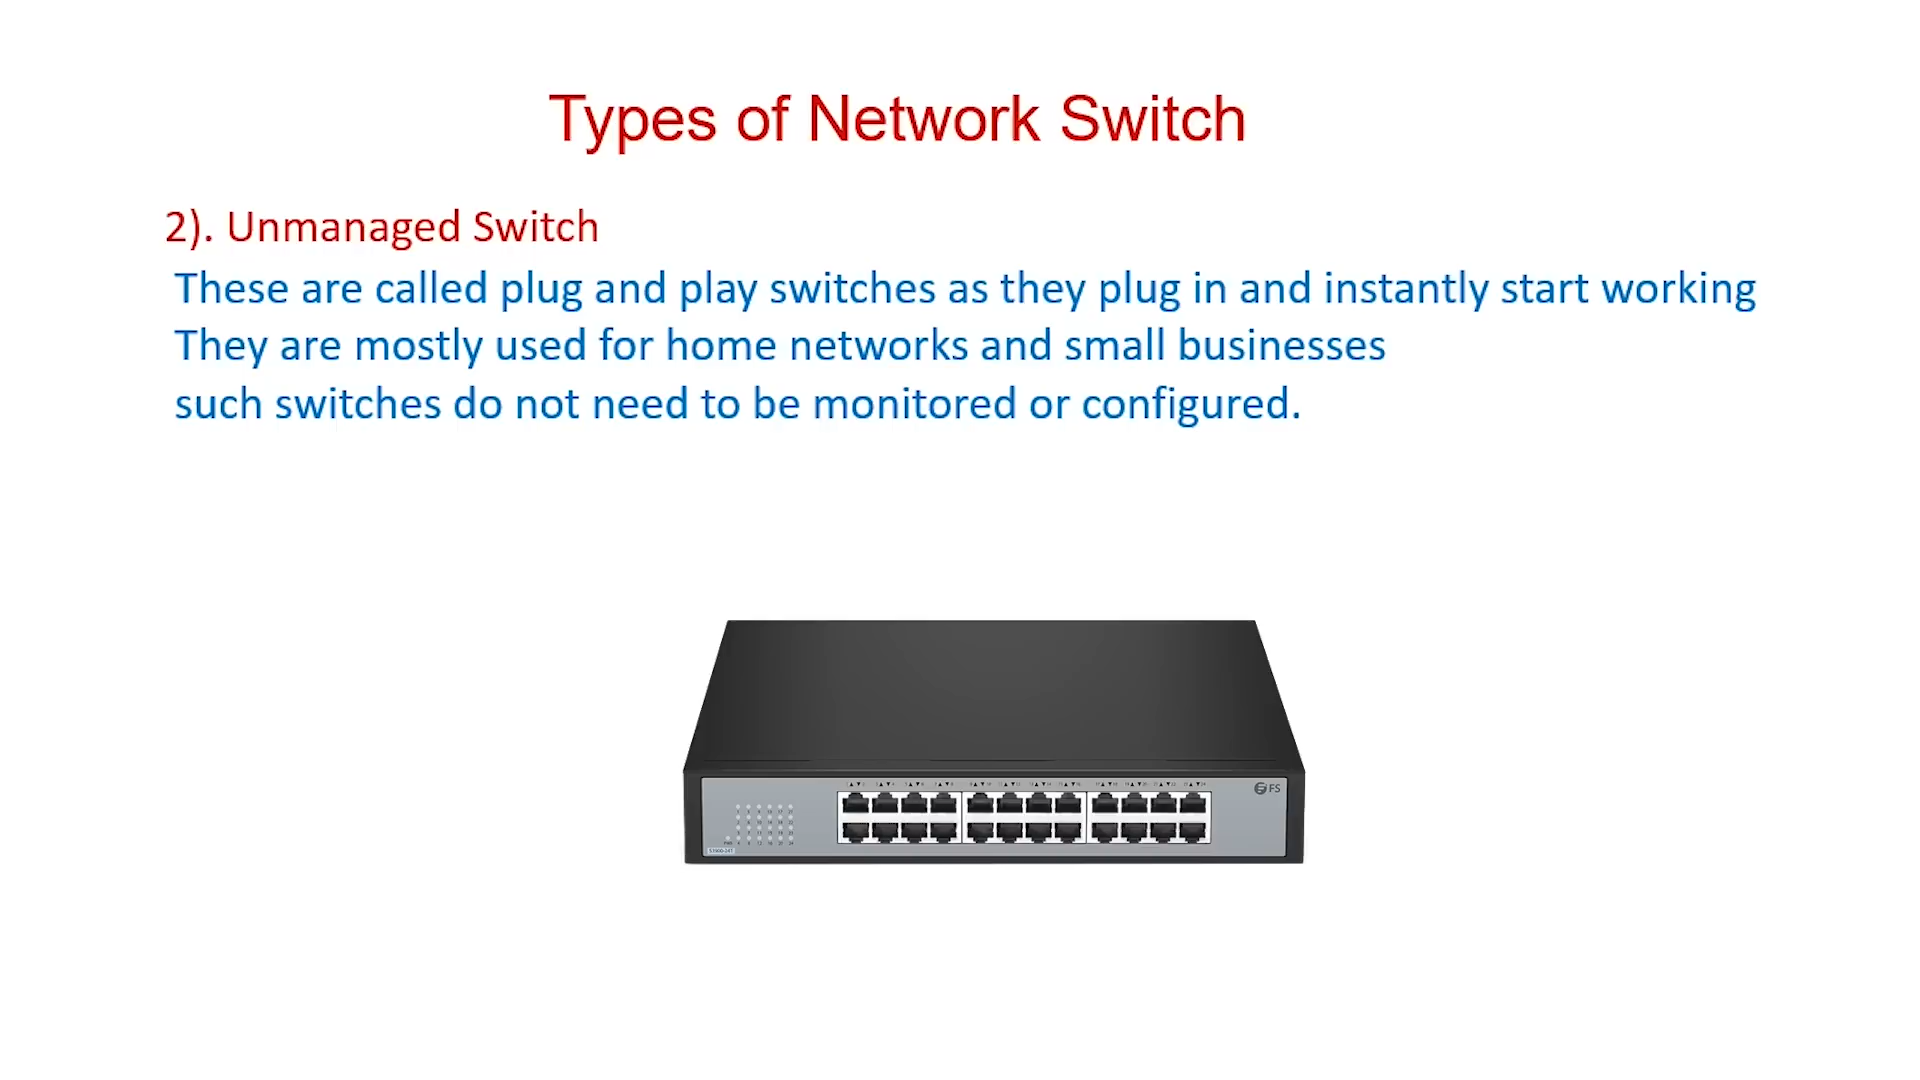 Types of Network Switch
2). Unmanaged Switch
These are called plug and play switches as they plug in and instantly start working
They are mostly used for home networks and small businesses
such switches do not need to be monitored or configured.
FS